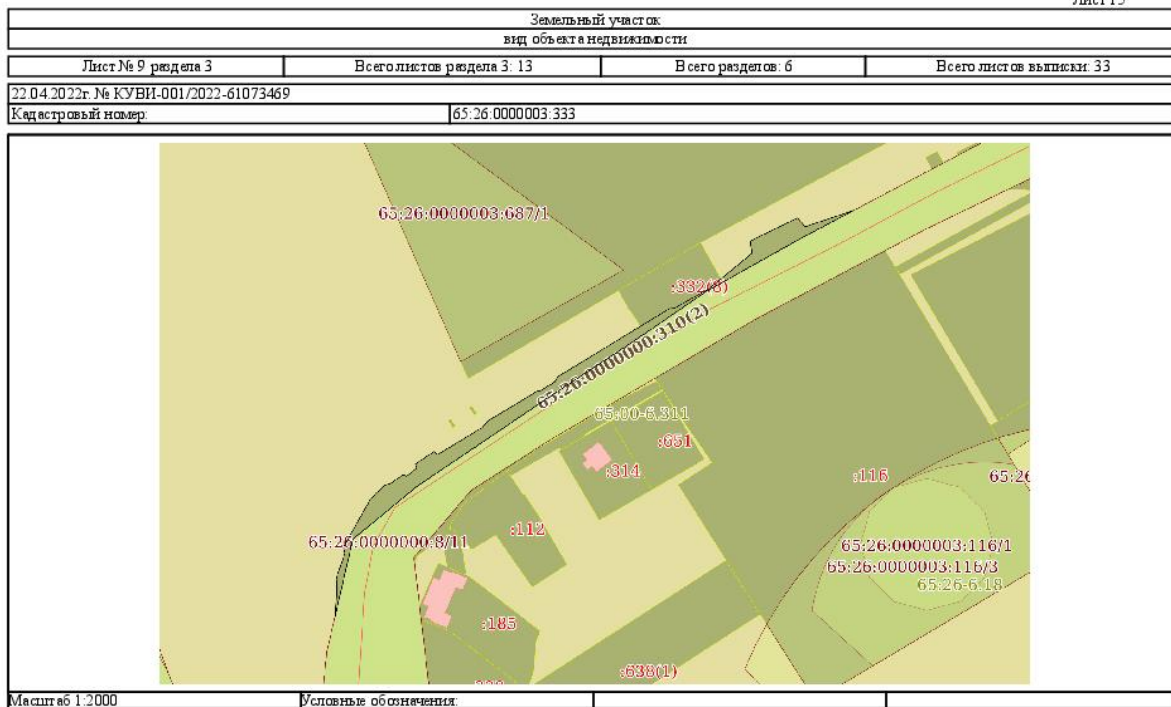 Земельный участок
вид объекта недвижимости
Лист № 9 раздела 3 Всего листов раздела 3: 13 Всего разделов: 6 Всего листов выписки: 33
22.04.2022г. № КУВИ-001/2022-61073469
Кадастровый номер: 65:26:0000003:333
65:26:0000003:687/1
:332(8)
65:26:0000000:310(2)
65:00-6.311
:651
:314
:116
65:26
:112
65:26:0000000:8/11
65:26:0000003:116/1
65:26:0000003:116/3
65:26-6.18
:185
:638(1)
Масштаб 1:2000 Условные обозначения: